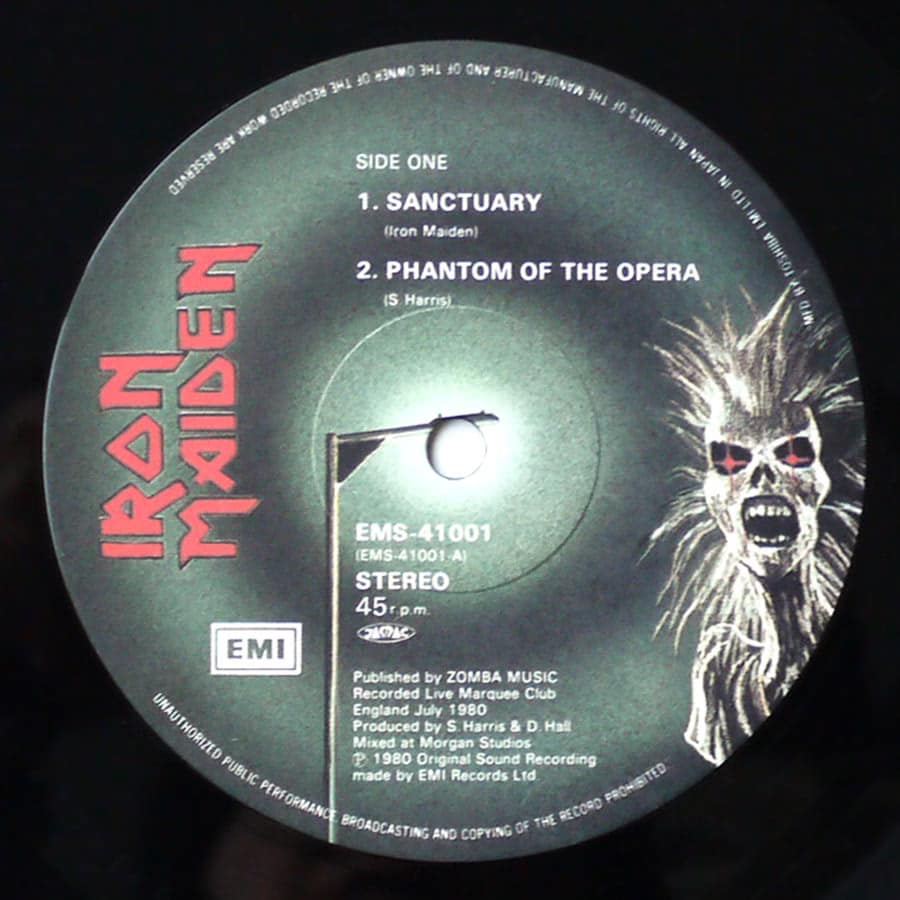 MFD BY TOSHIBA EMI LTD IN JAPAN ALL RIGHTS OF THE MANUFACTURER AND OF THE OWNER OF THE RECORDED WORK ARE RESERVED
SIDE ONE
1. SANCTUARY
(Iron Maiden)
2. PHANTOM OF THE OPERA
(S Harris)
IRON
MAIDEN
EMS-41001
(EMS-41001-A)
STEREO
45 r.p.m.
JASRAC
EMI
Published by ZOMBA MUSIC
Recorded Live Marquee Club
England July 1980
Produced by S. Harris & D. Hall
Mixed at Morgan Studios
℗ 1980 Original Sound Recording
made by EMI Records Ltd
UNAUTHORIZED PUBLIC PERFORMANCE, BROADCASTING AND COPYING OF THE RECORD PROHIBITED